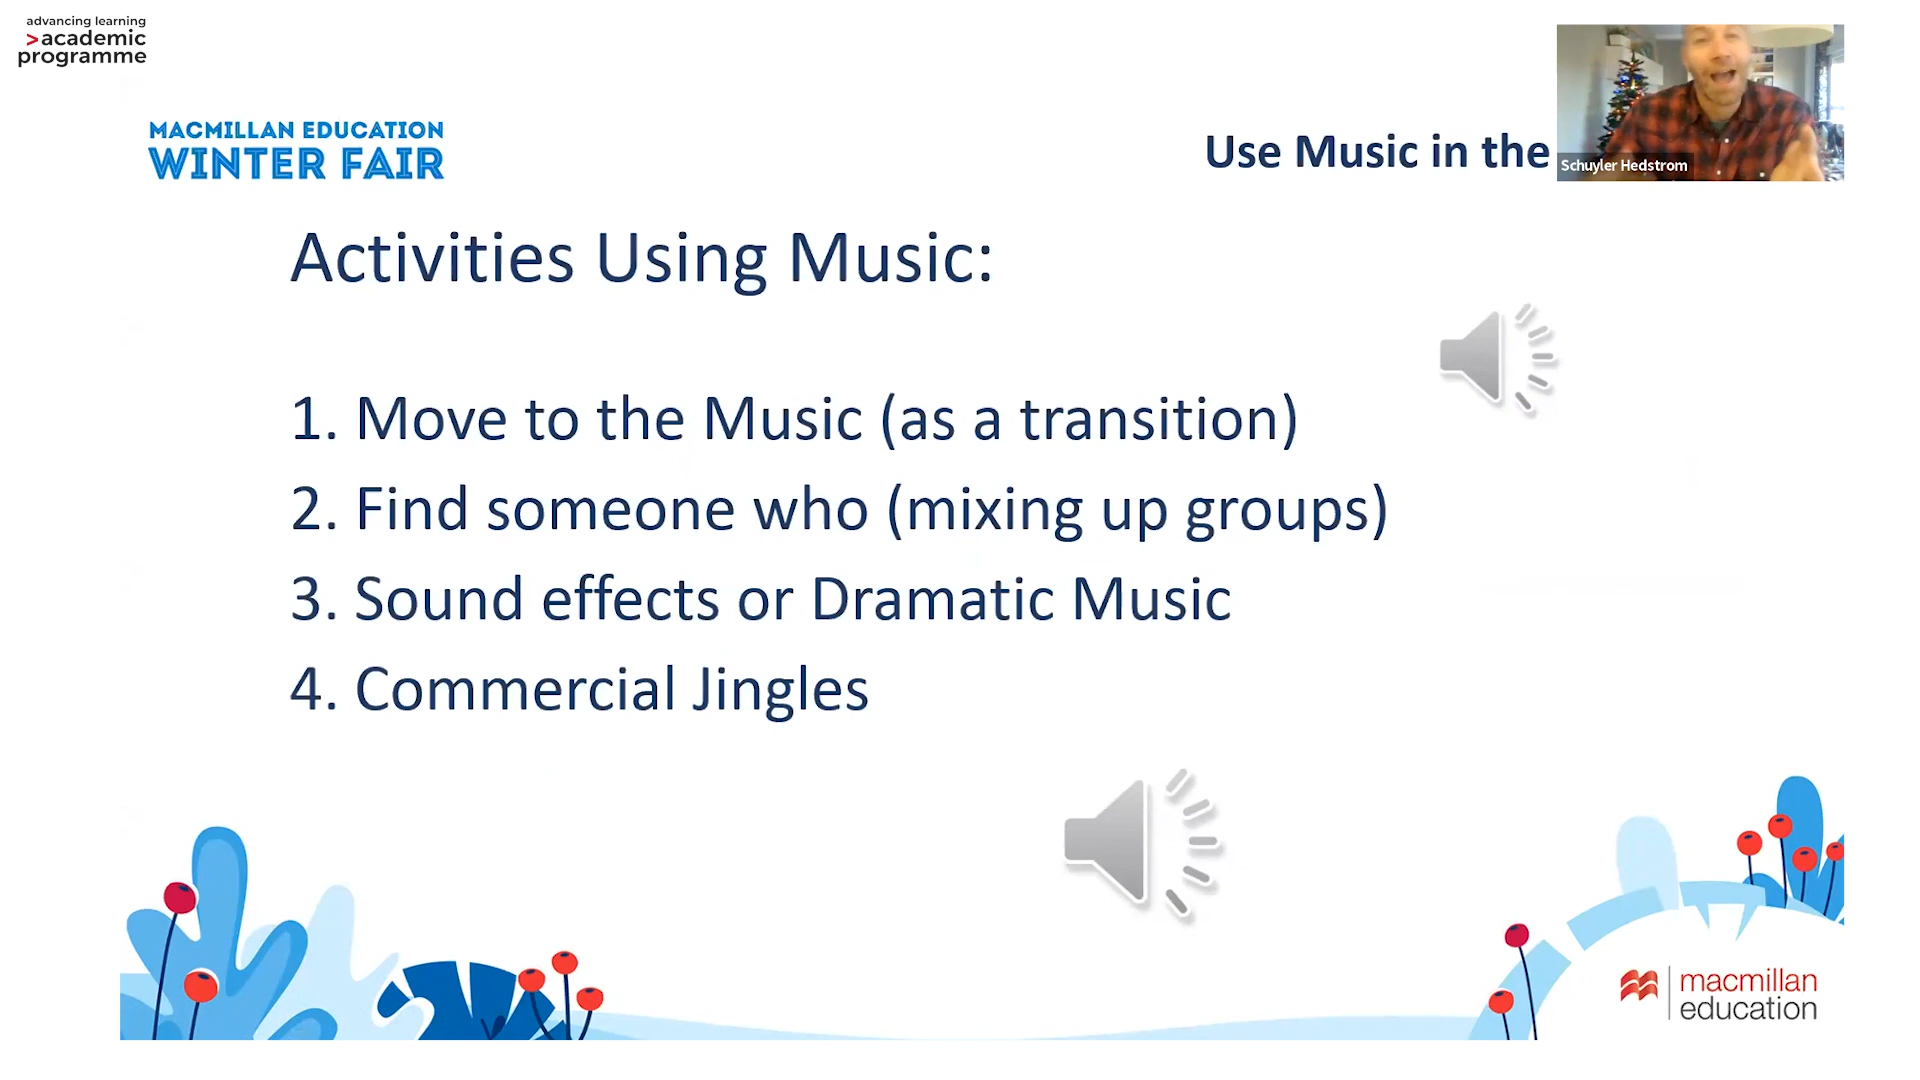 advancing learning
>academic
programme
MACMILLAN EDUCATION
WINTER FAIR
Use Music in the
Schuyler Hedstrom
Activities Using Music:
1. Move to the Music (as a transition)
2. Find someone who (mixing up groups)
3. Sound effects or Dramatic Music
4. Commercial Jingles
macmillan
education